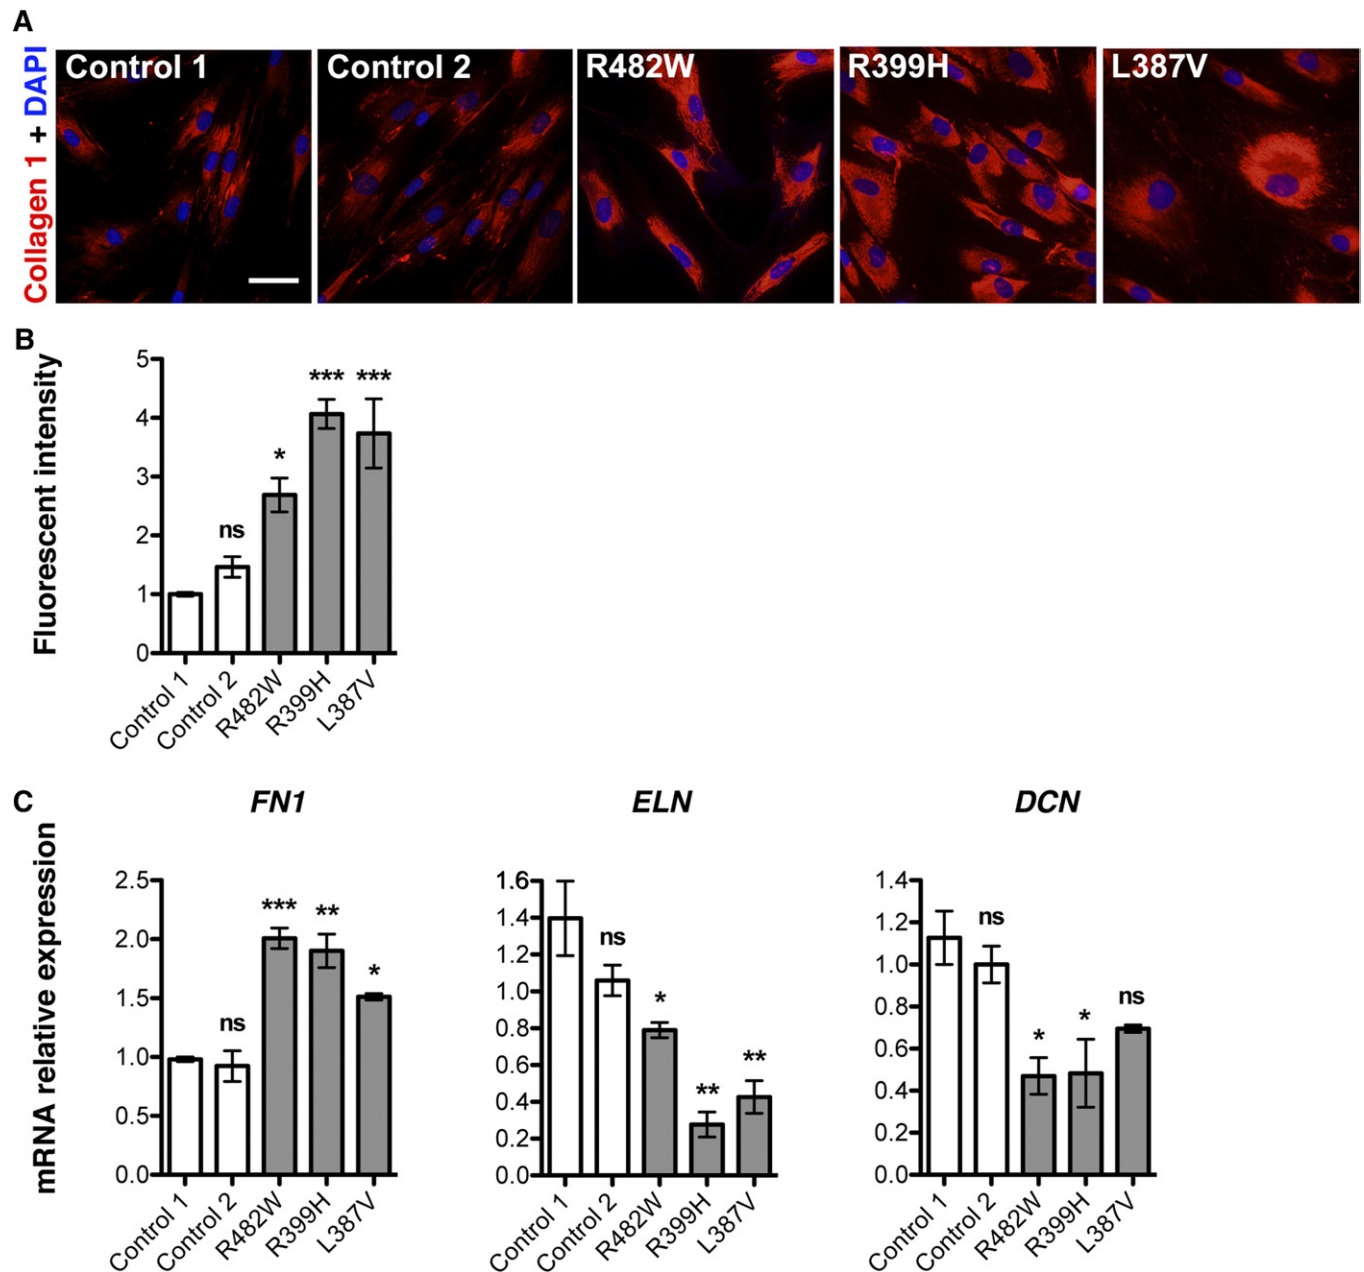 A
Collagen 1 + DAPI
Control 1
Control 2
R482W
R399H
L387V
B
Fluorescent intensity
5
4
3
2
1
0
ns
*
***
***
Control 1
Control 2
R482W
R399H
L387V
C
mRNA relative expression
FN1
2.5
2.0
1.5
1.0
0.5
0.0
ns
***
**
*
Control 1
Control 2
R482W
R399H
L387V
ELN
1.6
1.4
1.2
1.0
0.8
0.6
0.4
0.2
0.0
ns
*
**
**
Control 1
Control 2
R482W
R399H
L387V
DCN
1.4
1.2
1.0
0.8
0.6
0.4
0.2
0.0
ns
*
*
ns
Control 1
Control 2
R482W
R399H
L387V